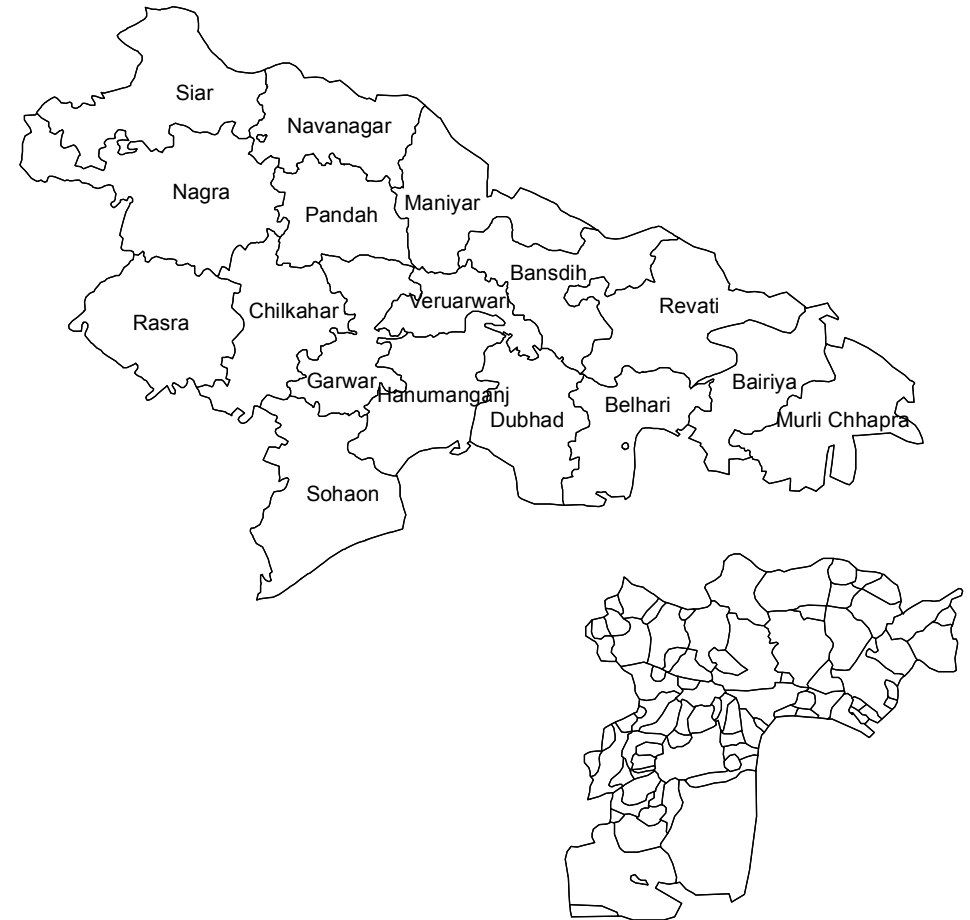 Siar
Navanagar
Nagra
Maniyar
Pandah
Bansdih
Veruarwari
Revati
Chilkahar
Rasra
Garwar
Bairiya
Hanumanganj
Belhari
Dubhad
Murli Chhapra
Sohaon